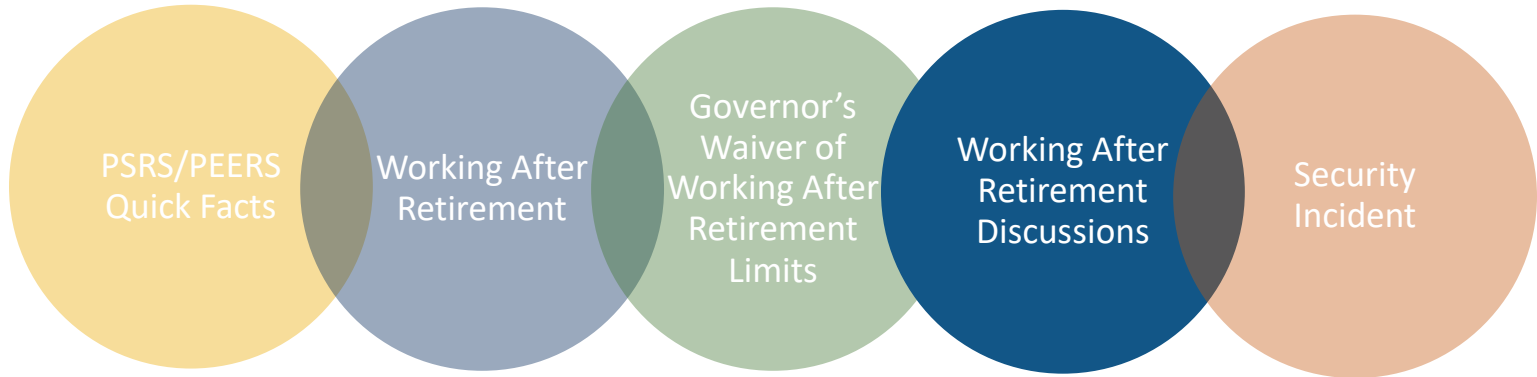 PSRS/PEERS
Quick Facts
Working After
Retirement
Governor’s
Waiver of
Working After
Retirement
Limits
Working After
Retirement
Discussions
Security
Incident